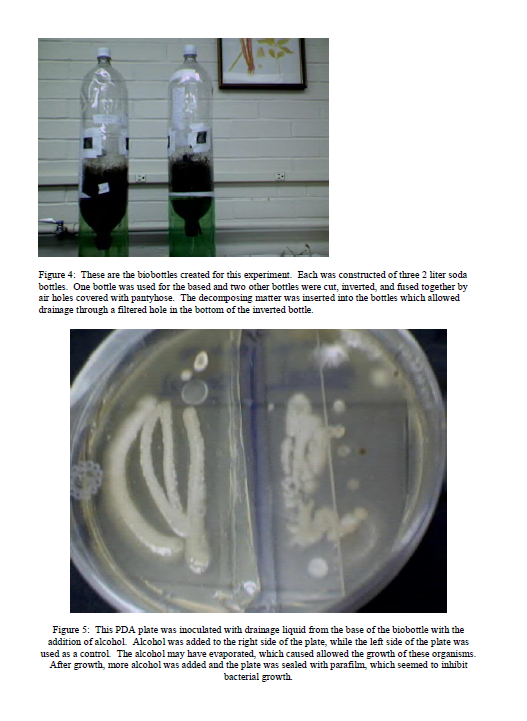 Figure 4:  These are the biobottles created for this experiment.  Each was constructed of three 2 liter soda
bottles.  One bottle was used for the based and two other bottles were cut, inverted, and fused together by
air holes covered with pantyhose.  The decomposing matter was inserted into the bottles which allowed
drainage through a filtered hole in the bottom of the inverted bottle.
Figure 5:  This PDA plate was inoculated with drainage liquid from the base of the biobottle with the
addition of alcohol.  Alcohol was added to the right side of the plate, while the left side of the plate was
used as a control.  The alcohol may have evaporated, which caused allowed the growth of these organisms.
After growth, more alcohol was added and the plate was sealed with parafilm, which seemed to inhibit
bacterial growth.